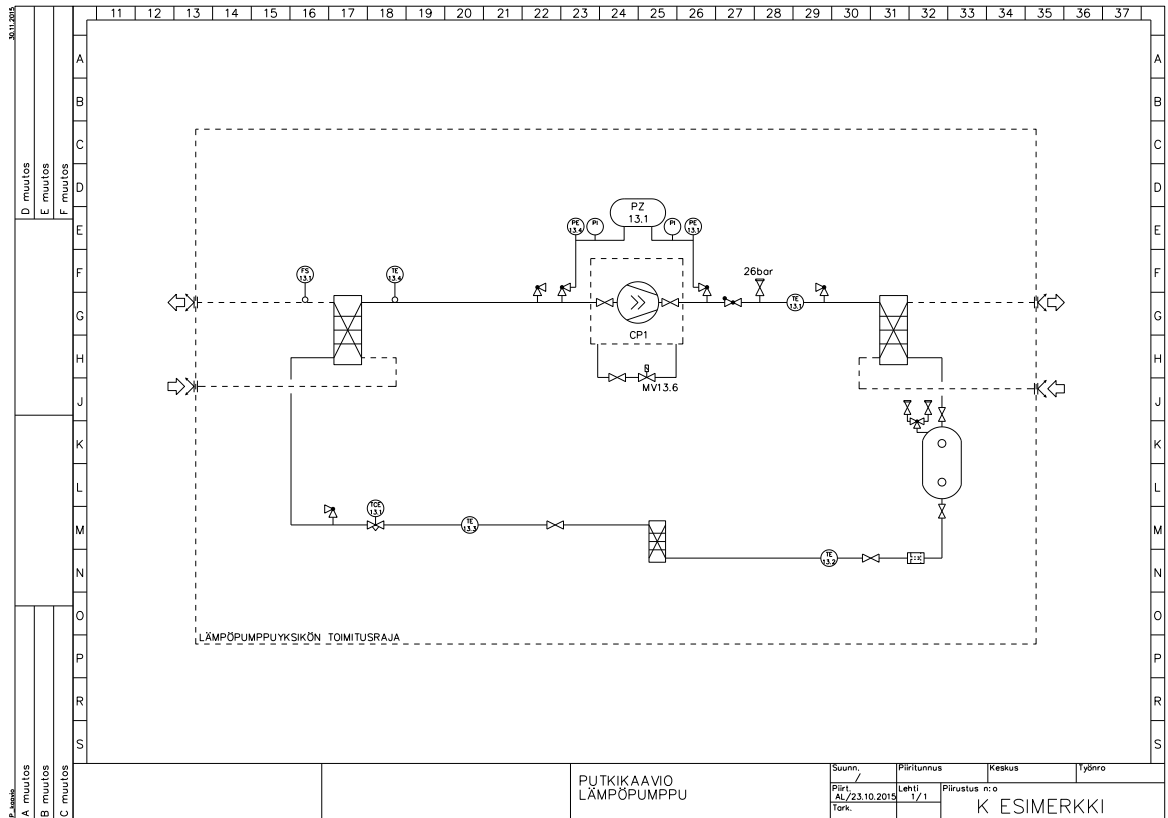 30.11.2015
11 12 13 14 15 16 17 18 19 20 21 22 23 24 25 26 27 28 29 30 31 32 33 34 35 36 37
A A
B B
C C
D D
E E
F F
G G
H H
J J
K K
L L
M M
N N
O O
P P
R R
S S
D muutos
E muutos
F muutos
A muutos
B muutos
C muutos
P_kaavio
PZ
13.1
PE
13.4
PI
PI
PE
13.1
FS
13.1
TE
13.4
26bar
TE
13.1
CP1
MV13.6
TCE
13.1
TE
13.3
TE
13.2
LÄMPÖPUMPPUYKSIKÖN TOIMITUSRAJA
PUTKIKAAVIO
LÄMPÖPUMPPU
Suunn.
/
Piiritunnus
Keskus
Työnro
Piirt.
AL/23.10.2015
Lehti
1/1
Piirustus n:o
K ESIMERKKI
Tark.